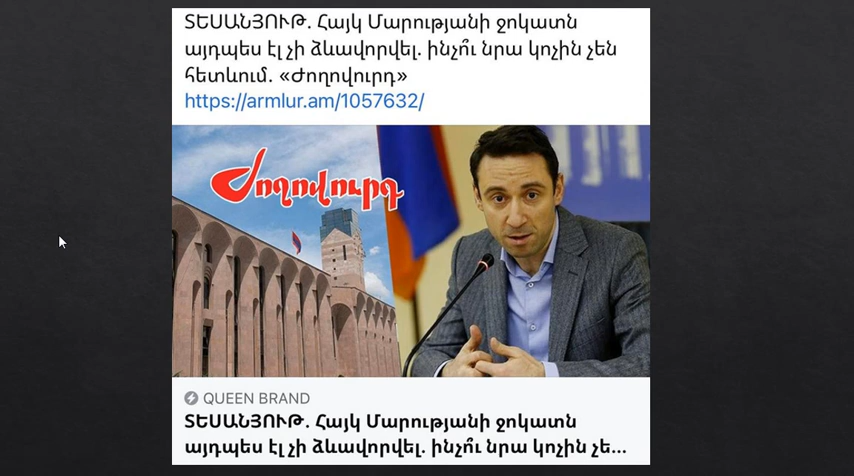 ՏԵՍԱՆՅՈՒԹ. Հայկ Մարությանի ջոկատն
այդպես էլ չի ձևավորվել. ինչո՞ւ նրա կոչին չեն
հետևում. «Ժողովուրդ»
https://armlur.am/1057632/
Ժողովուրդ
QUEEN BRAND
ՏԵՍԱՆՅՈՒԹ. Հայկ Մարությանի ջոկատն
այդպես էլ չի ձևավորվել. ինչո՞ւ նրա կոչին չե...